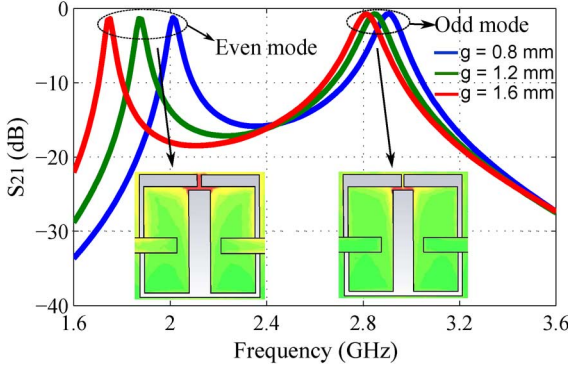 0
−10
−20
−30
−40
S21 (dB)
Even mode
Odd mode
g = 0.8 mm
g = 1.2 mm
g = 1.6 mm
1.6
2
2.4
2.8
3.2
3.6
Frequency (GHz)